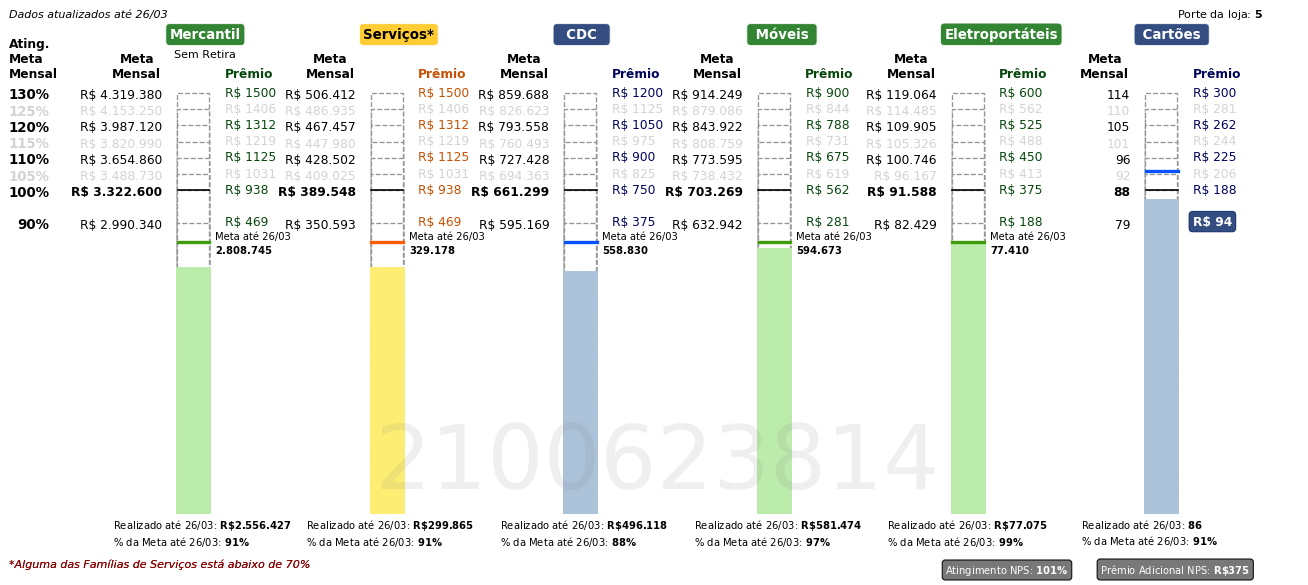 Dados atualizados até 26/03
Porte da loja: 5
Mercantil Serviços* CDC Móveis Eletroportáteis Cartões
Sem Retira
Ating. Meta Mensal
Meta Mensal Prêmio Meta Mensal Prêmio Meta Mensal Prêmio Meta Mensal Prêmio Meta Mensal Prêmio Meta Mensal Prêmio
130% R$ 4.319.380 R$ 1500 R$ 506.412 R$ 1500 R$ 859.688 R$ 1200 R$ 914.249 R$ 900 R$ 119.064 R$ 600 114 R$ 300
125% R$ 4.153.250 R$ 1406 R$ 486.935 R$ 1406 R$ 826.623 R$ 1125 R$ 879.086 R$ 844 R$ 114.485 R$ 562 110 R$ 281
120% R$ 3.987.120 R$ 1312 R$ 467.457 R$ 1312 R$ 793.558 R$ 1050 R$ 843.922 R$ 788 R$ 109.905 R$ 525 105 R$ 262
115% R$ 3.820.990 R$ 1219 R$ 447.980 R$ 1219 R$ 760.493 R$ 975 R$ 808.759 R$ 731 R$ 105.326 R$ 488 101 R$ 244
110% R$ 3.654.860 R$ 1125 R$ 428.502 R$ 1125 R$ 727.428 R$ 900 R$ 773.595 R$ 675 R$ 100.746 R$ 450 96 R$ 225
105% R$ 3.488.730 R$ 1031 R$ 409.025 R$ 1031 R$ 694.363 R$ 825 R$ 738.432 R$ 619 R$ 96.167 R$ 413 92 R$ 206
100% R$ 3.322.600 R$ 938 R$ 389.548 R$ 938 R$ 661.299 R$ 750 R$ 703.269 R$ 562 R$ 91.588 R$ 375 88 R$ 188
90% R$ 2.990.340 R$ 469 R$ 350.593 R$ 469 R$ 595.169 R$ 375 R$ 632.942 R$ 281 R$ 82.429 R$ 188 79 R$ 94
Meta até 26/03 Meta até 26/03 Meta até 26/03 Meta até 26/03 Meta até 26/03
2.808.745 329.178 558.830 594.673 77.410
2100623814
Realizado até 26/03: R$2.556.427 Realizado até 26/03: R$299.865 Realizado até 26/03: R$496.118 Realizado até 26/03: R$581.474 Realizado até 26/03: R$77.075 Realizado até 26/03: 86
% da Meta até 26/03: 91% % da Meta até 26/03: 91% % da Meta até 26/03: 88% % da Meta até 26/03: 97% % da Meta até 26/03: 99% % da Meta até 26/03: 91%
*Alguma das Famílias de Serviços está abaixo de 70%
Atingimento NPS: 101% Prêmio Adicional NPS: R$375